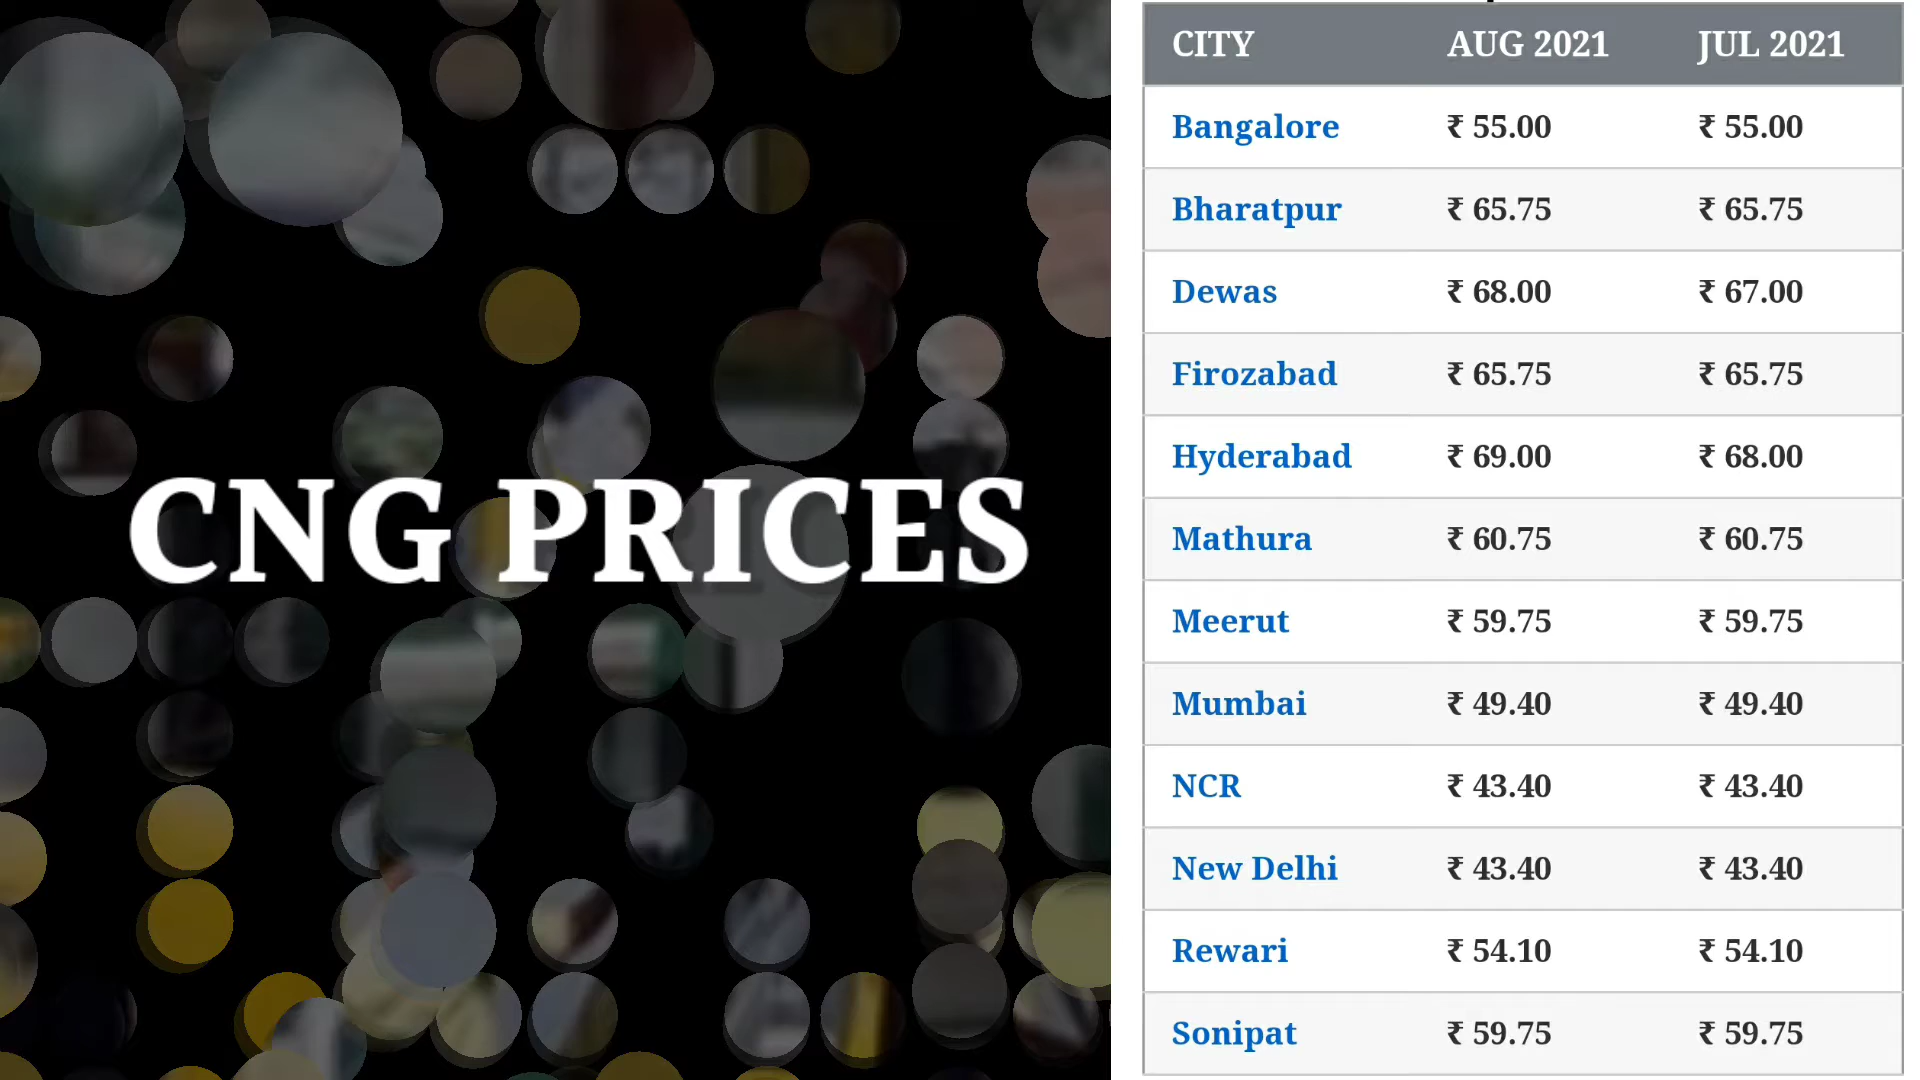 CNG PRICES
CITY AUG 2021 JUL 2021
Bangalore ₹ 55.00 ₹ 55.00
Bharatpur ₹ 65.75 ₹ 65.75
Dewas ₹ 68.00 ₹ 67.00
Firozabad ₹ 65.75 ₹ 65.75
Hyderabad ₹ 69.00 ₹ 68.00
Mathura ₹ 60.75 ₹ 60.75
Meerut ₹ 59.75 ₹ 59.75
Mumbai ₹ 49.40 ₹ 49.40
NCR ₹ 43.40 ₹ 43.40
New Delhi ₹ 43.40 ₹ 43.40
Rewari ₹ 54.10 ₹ 54.10
Sonipat ₹ 59.75 ₹ 59.75